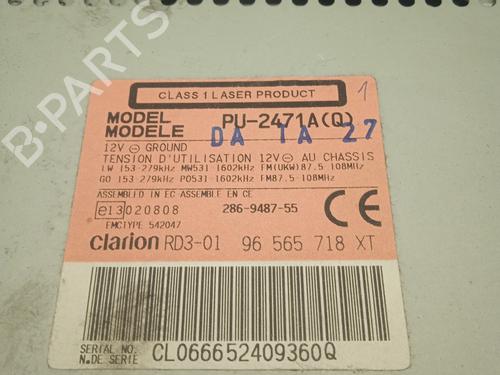 B-PARTS
CLASS 1 LASER PRODUCT
1
MODEL
MODELE
PU-2471A(Q)
DA TA 27
12V ⊖ GROUND
TENSION D'UTILISATION 12V ⊖ AU CHASSIS
LW 153-279kHz MW531-1602kHz FM(UKW)87.5-108MHz
GO 153-279kHz PO531-1602kHz FM87.5-108MHz
ASSEMBLED IN EC ASSEMBLE EN CE
e13 020808 286-9487-55 CE
EMCTYPE 542047
clarion RD3-01 96 565 718 XT
SERIAL NO.
N.DE SERIE
CL066652409360Q